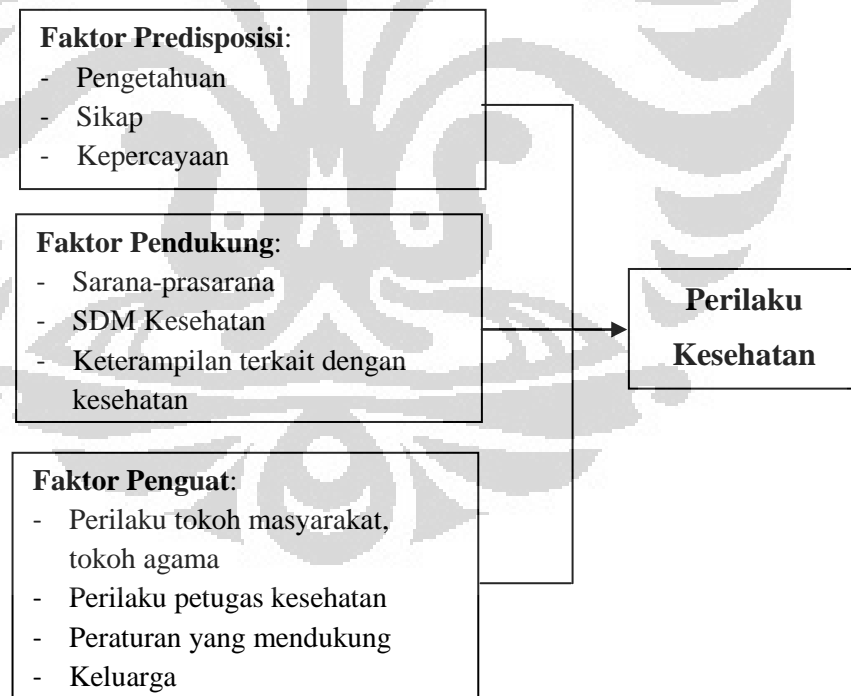 Faktor Predisposisi:
- Pengetahuan
- Sikap
- Kepercayaan
Faktor Pendukung:
- Sarana-prasarana
- SDM Kesehatan
- Keterampilan terkait dengan
kesehatan
Perilaku
Kesehatan
Faktor Penguat:
- Perilaku tokoh masyarakat,
tokoh agama
- Perilaku petugas kesehatan
- Peraturan yang mendukung
- Keluarga